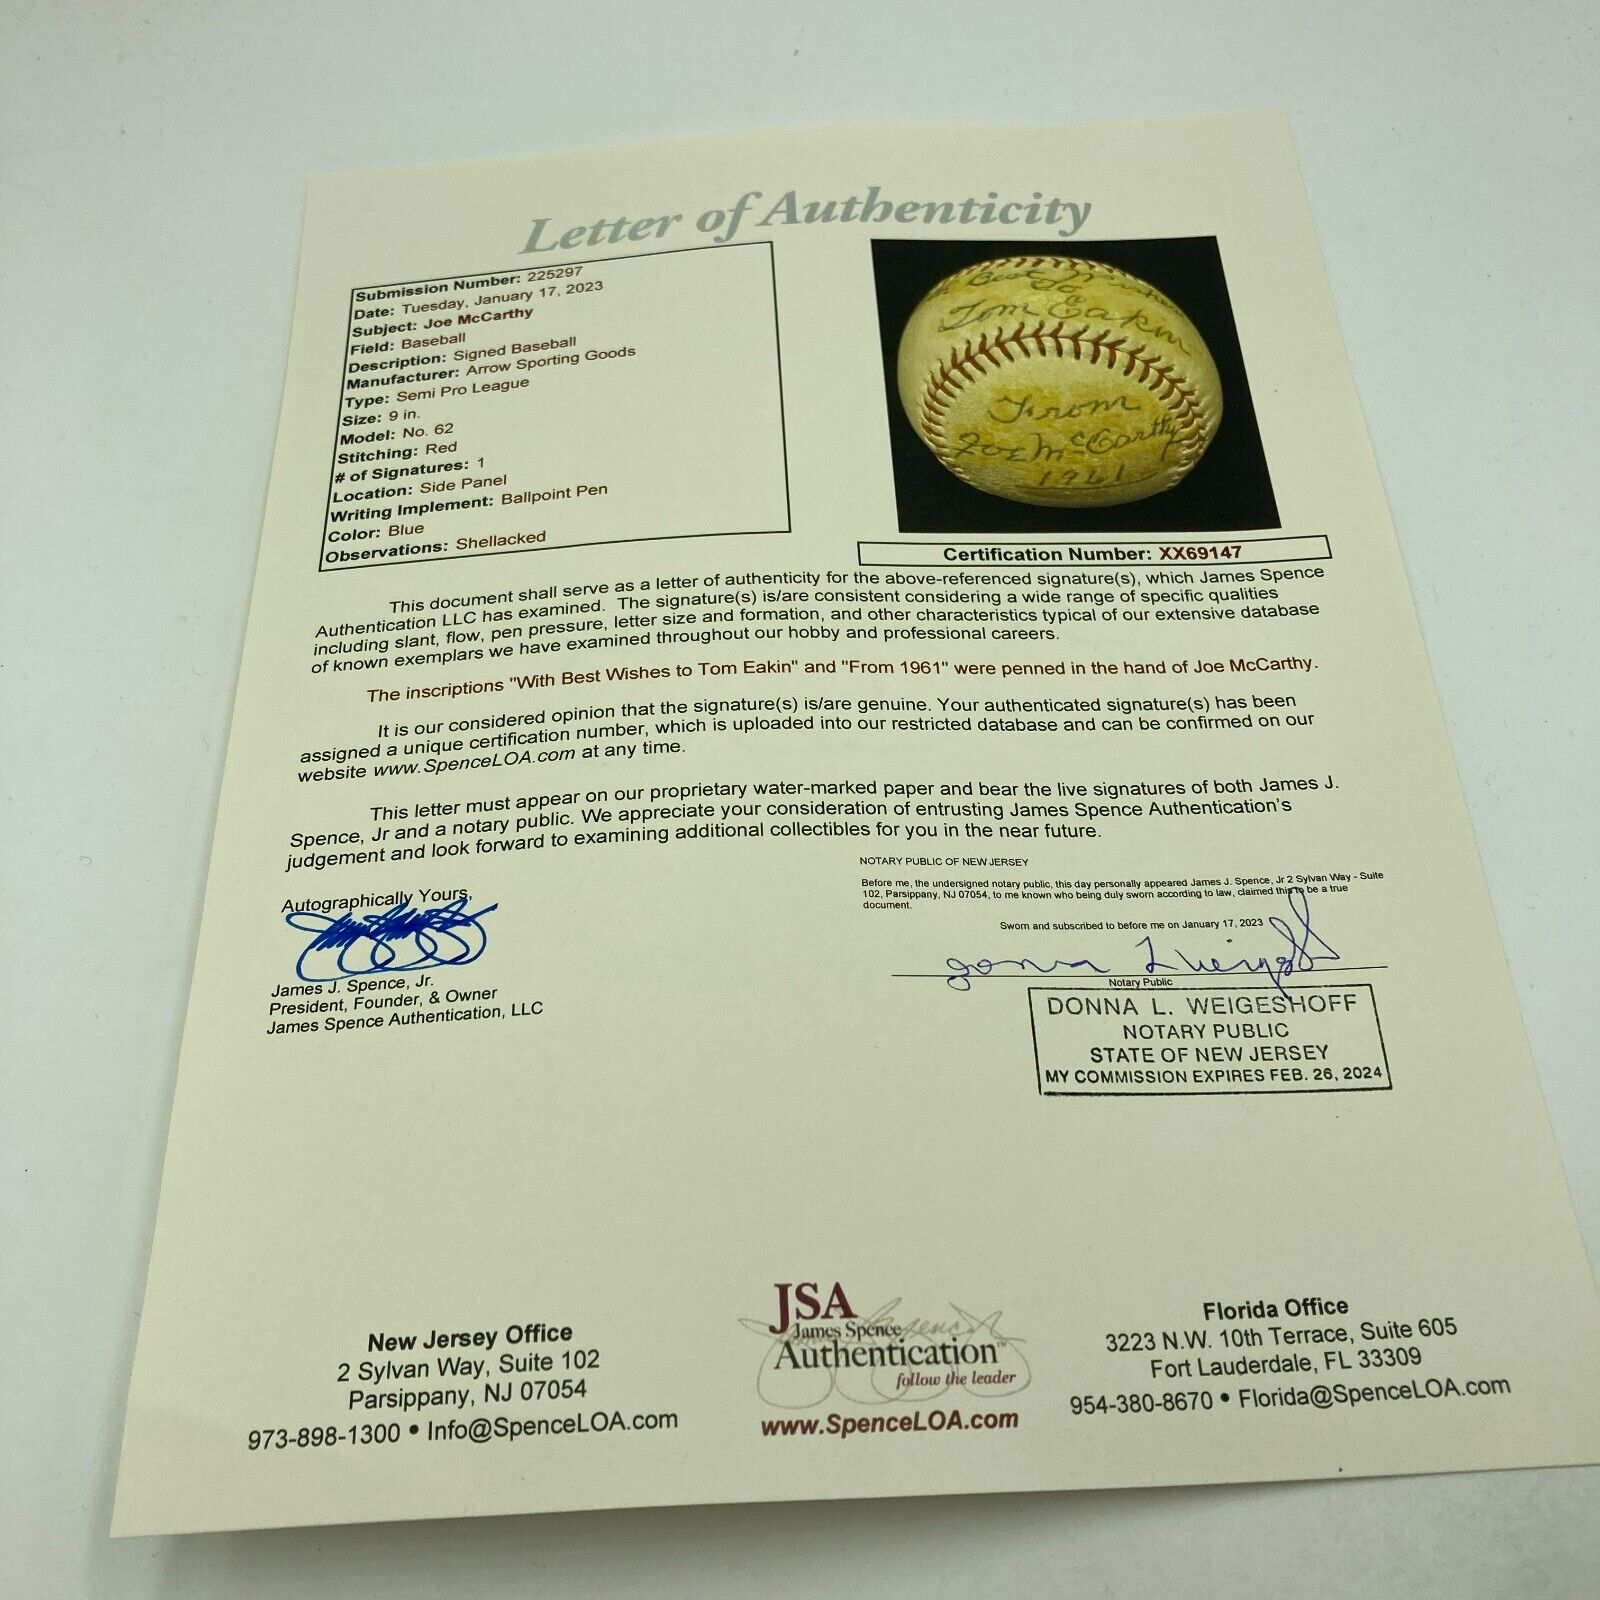 Letter of Authenticity
Submission Number: 225297
Date: Tuesday, January 17, 2023
Subject: Joe McCarthy
Field: Baseball
Description: Signed Baseball
Manufacturer: Arrow Sporting Goods
Type: Semi Pro League
Size: 9 in.
Model: No. 62
Stitching: Red
# of Signatures: 1
Location: Side Panel
Writing Implement: Ballpoint Pen
Color: Blue
Observations: Shellacked
Best Wishes
To
Tom Eakin
From
Joe McCarthy
1961
Certification Number: XX69147
This document shall serve as a letter of authenticity for the above-referenced signature(s), which James Spence
Authentication LLC has examined. The signature(s) is/are consistent considering a wide range of specific qualities
including slant, flow, pen pressure, letter size and formation, and other characteristics typical of our extensive database
of known exemplars we have examined throughout our hobby and professional careers.
The inscriptions "With Best Wishes to Tom Eakin" and "From 1961" were penned in the hand of Joe McCarthy.
It is our considered opinion that the signature(s) is/are genuine. Your authenticated signature(s) has been
assigned a unique certification number, which is uploaded into our restricted database and can be confirmed on our
website www.SpenceLOA.com at any time.
This letter must appear on our proprietary water-marked paper and bear the live signatures of both James J.
Spence, Jr and a notary public. We appreciate your consideration of entrusting James Spence Authentication's
judgement and look forward to examining additional collectibles for you in the near future.
Autographically Yours,
James J. Spence, Jr.
President, Founder, & Owner
James Spence Authentication, LLC
NOTARY PUBLIC OF NEW JERSEY
Before me, the undersigned notary public, this day personally appeared James J. Spence, Jr 2 Sylvan Way - Suite
102, Parsippany, NJ 07054, to me known who being duly sworn according to law, claimed this to be a true
document.
Sworn and subscribed to before me on January 17, 2023
Donna L Weigeshoff
Notary Public
DONNA L. WEIGESHOFF
NOTARY PUBLIC
STATE OF NEW JERSEY
MY COMMISSION EXPIRES FEB. 26, 2024
New Jersey Office
2 Sylvan Way, Suite 102
Parsippany, NJ 07054
973-898-1300 • Info@SpenceLOA.com
JSA
James Spence
Authentication™
follow the leader
www.SpenceLOA.com
Florida Office
3223 N.W. 10th Terrace, Suite 605
Fort Lauderdale, FL 33309
954-380-8670 • Florida@SpenceLOA.com